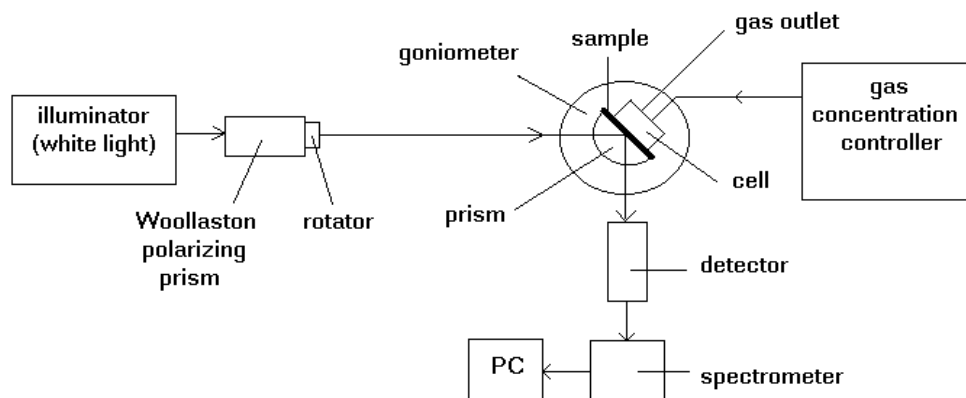 illuminator
(white light)
Woollaston
polarizing
prism
rotator
goniometer
sample
gas outlet
prism
cell
gas
concentration
controller
detector
spectrometer
PC